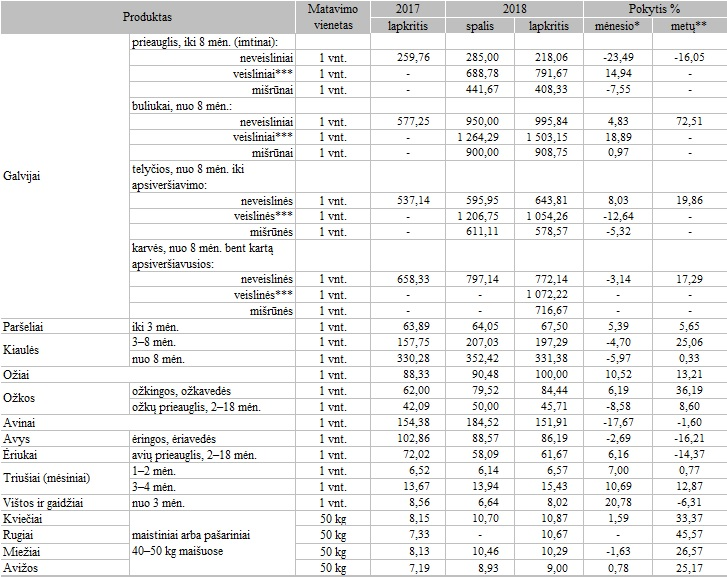 Produktas Matavimo vienetas 2017 2018 Pokytis %
lapkritis spalis lapkritis mėnesio* metų**
Galvijai
prieauglis, iki 8 mėn. (imtinai):
neveisliniai 1 vnt. 259,76 285,00 218,06 -23,49 -16,05
veisliniai*** 1 vnt. - 688,78 791,67 14,94 -
mišrūnai 1 vnt. - 441,67 408,33 -7,55 -
buliukai, nuo 8 mėn.:
neveisliniai 1 vnt. 577,25 950,00 995,84 4,83 72,51
veisliniai*** 1 vnt. - 1 264,29 1 503,15 18,89 -
mišrūnai 1 vnt. - 900,00 908,75 0,97 -
telyčios, nuo 8 mėn. iki
apsiveršiavimo:
neveislinės 1 vnt. 537,14 595,95 643,81 8,03 19,86
veislinės*** 1 vnt. - 1 206,75 1 054,26 -12,64 -
mišrūnės 1 vnt. - 611,11 578,57 -5,32 -
karvės, nuo 8 mėn. bent kartą
apsiveršiavusios:
neveislinės 1 vnt. 658,33 797,14 772,14 -3,14 17,29
veislinės*** 1 vnt. - - 1 072,22 - -
mišrūnės 1 vnt. - - 716,67 - -
Paršeliai iki 3 mėn. 1 vnt. 63,89 64,05 67,50 5,39 5,65
Kiaulės 3–8 mėn. 1 vnt. 157,75 207,03 197,29 -4,70 25,06
nuo 8 mėn. 1 vnt. 330,28 352,42 331,38 -5,97 0,33
Ožiai 1 vnt. 88,33 90,48 100,00 10,52 13,21
Ožkos ožkingos, ožkavedės 1 vnt. 62,00 79,52 84,44 6,19 36,19
ožkų prieauglis, 2–18 mėn. 1 vnt. 42,09 50,00 45,71 -8,58 8,60
Avinai 1 vnt. 154,38 184,52 151,91 -17,67 -1,60
Avys ėringos, ėriavedės 1 vnt. 102,86 88,57 86,19 -2,69 -16,21
Ėriukai avių prieauglis, 2–18 mėn. 1 vnt. 72,02 58,09 61,67 6,16 -14,37
Triušiai (mėsiniai) 1–2 mėn. 1 vnt. 6,52 6,14 6,57 7,00 0,77
3–4 mėn. 1 vnt. 13,67 13,94 15,43 10,69 12,87
Vištos ir gaidžiai nuo 3 mėn. 1 vnt. 8,56 6,64 8,02 20,78 -6,31
Kviečiai maistiniai arba pašariniai 40–50 kg maišuose 50 kg 8,15 10,70 10,87 1,59 33,37
Rugiai 50 kg 7,33 - 10,67 - 45,57
Miežiai 50 kg 8,13 10,46 10,29 -1,63 26,57
Avižos 50 kg 7,19 8,93 9,00 0,78 25,17